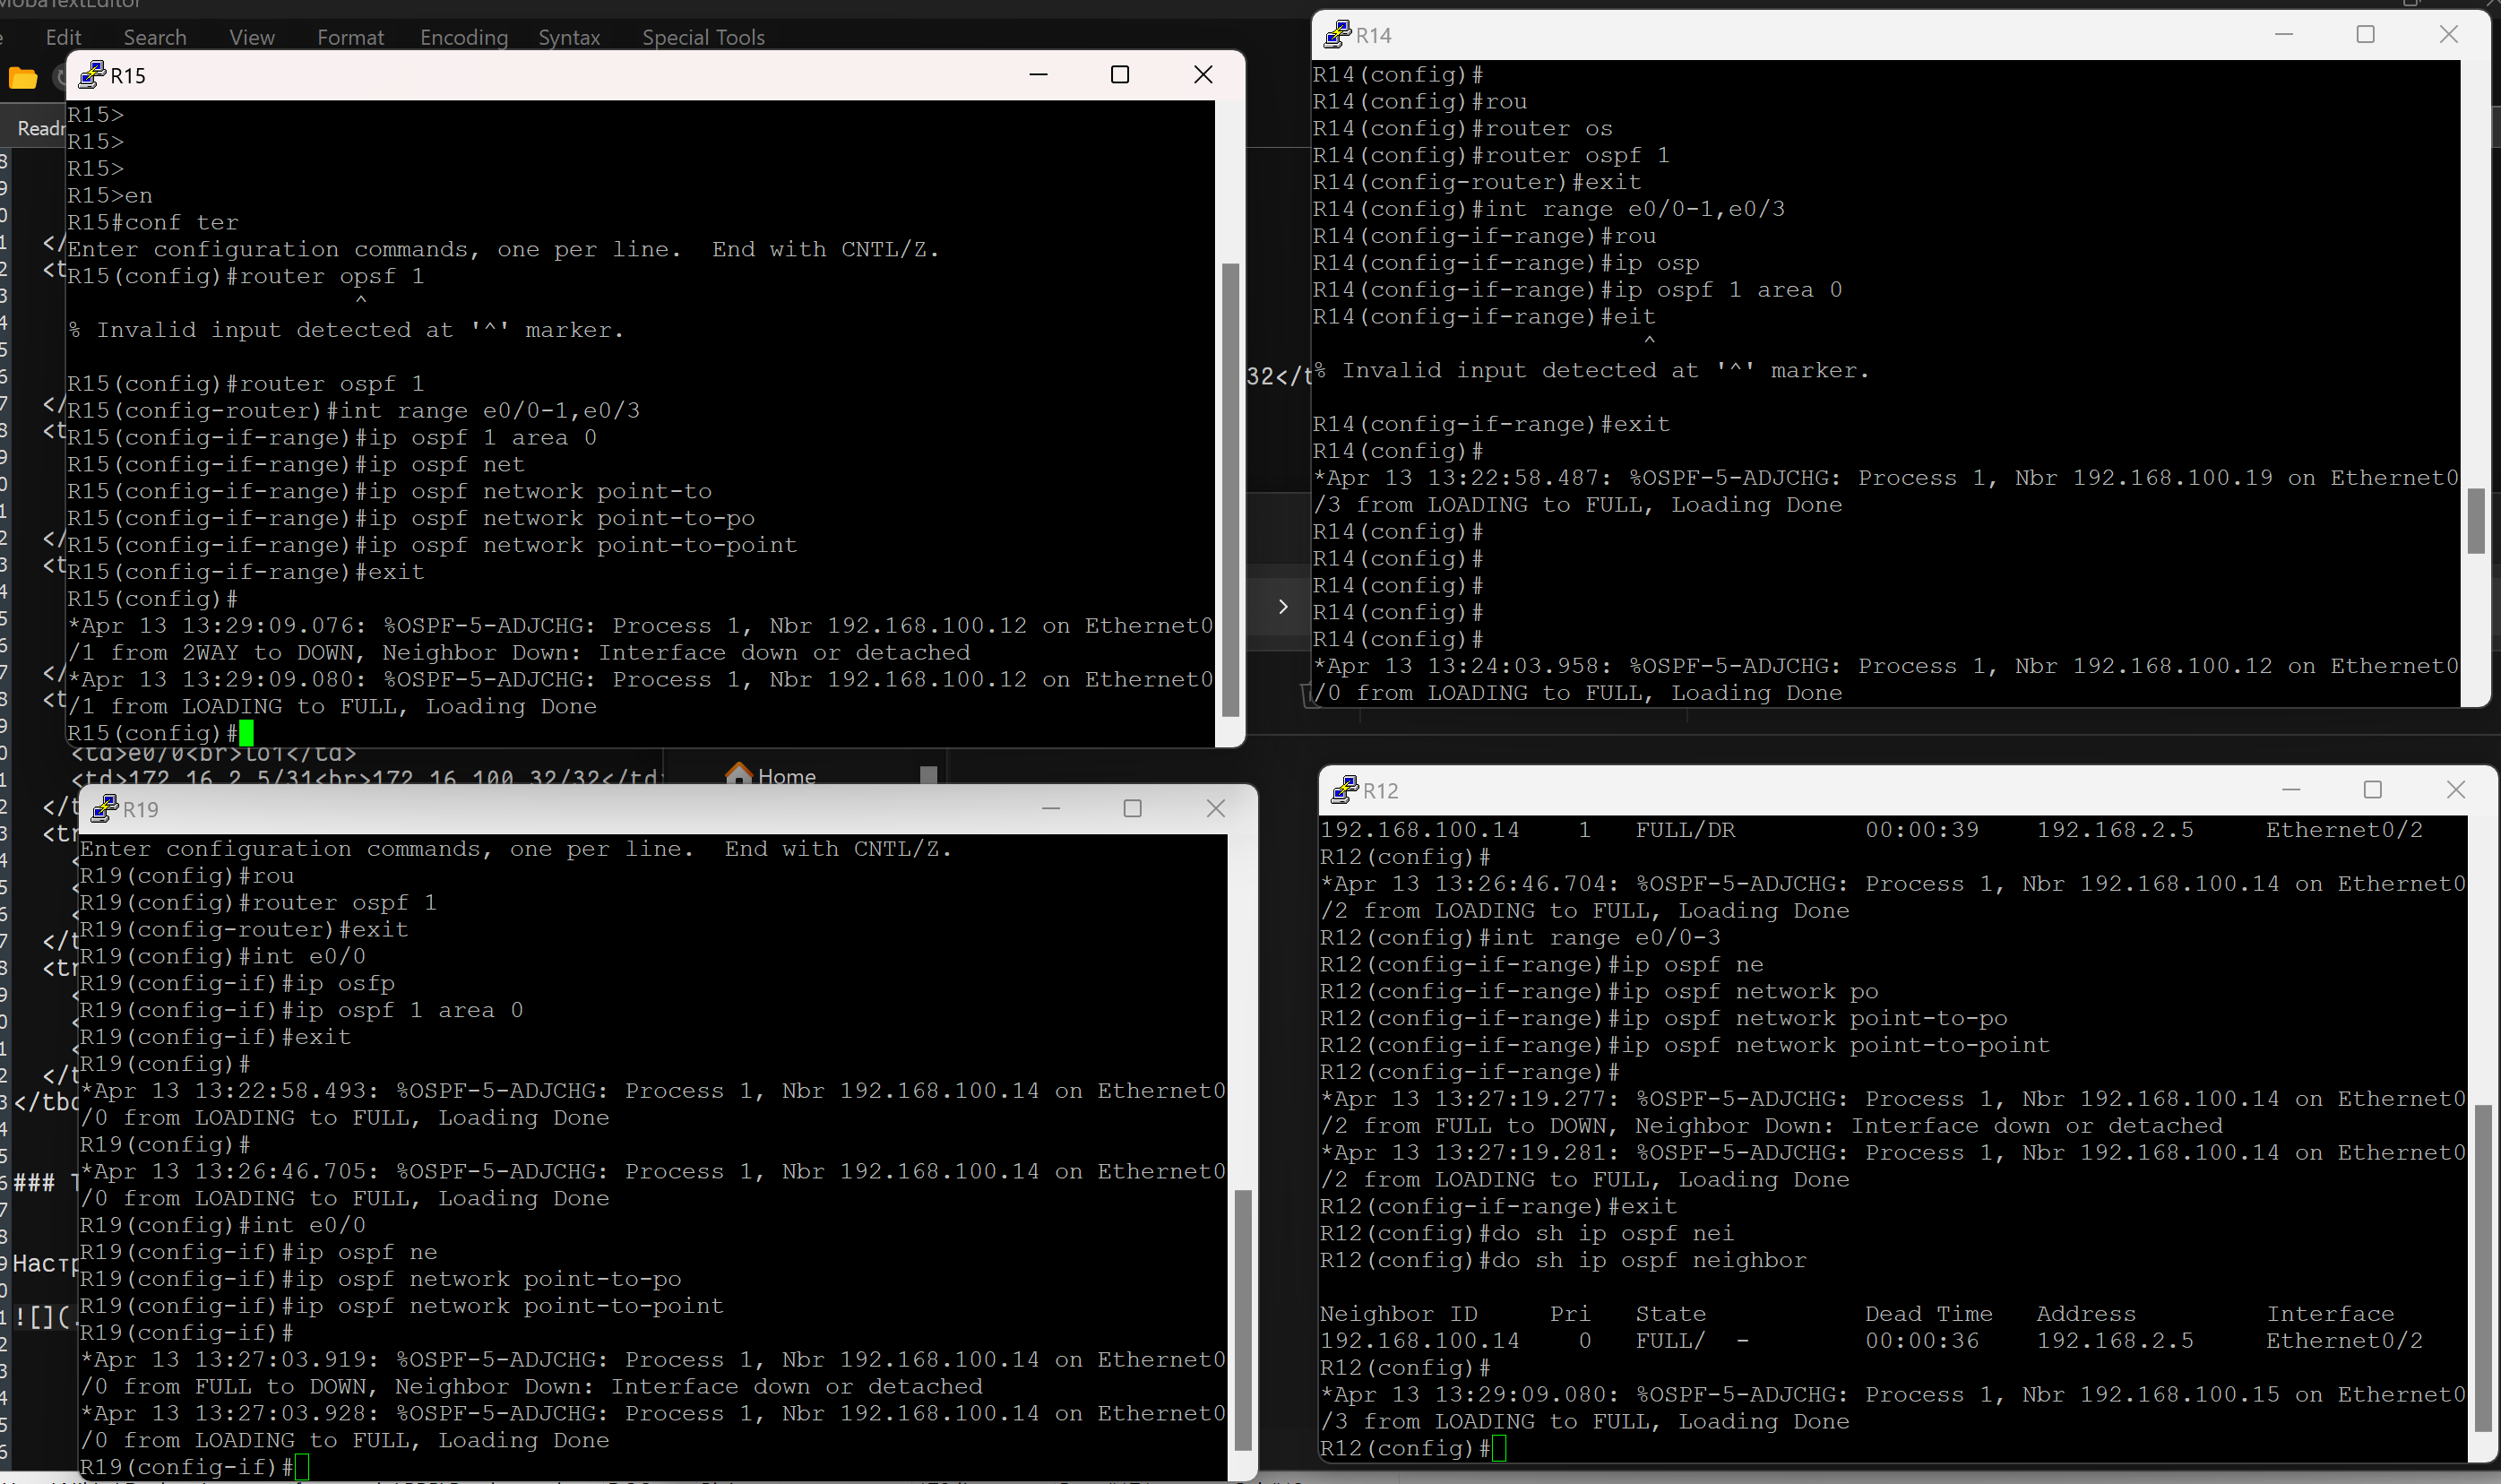 MobaTextEditor
Edit Search View Format Encoding Syntax Special Tools
R15
R15>
R15>
R15>
R15>en
R15#conf ter
Enter configuration commands, one per line.  End with CNTL/Z.
R15(config)#router opsf 1
^
% Invalid input detected at '^' marker.
R15(config)#router ospf 1
R15(config-router)#int range e0/0-1,e0/3
R15(config-if-range)#ip ospf 1 area 0
R15(config-if-range)#ip ospf net
R15(config-if-range)#ip ospf network point-to
R15(config-if-range)#ip ospf network point-to-po
R15(config-if-range)#ip ospf network point-to-point
R15(config-if-range)#exit
R15(config)#
*Apr 13 13:29:09.076: %OSPF-5-ADJCHG: Process 1, Nbr 192.168.100.12 on Ethernet0
/1 from 2WAY to DOWN, Neighbor Down: Interface down or detached
*Apr 13 13:29:09.080: %OSPF-5-ADJCHG: Process 1, Nbr 192.168.100.12 on Ethernet0
/1 from LOADING to FULL, Loading Done
R15(config)#
R14
R14(config)#
R14(config)#rou
R14(config)#router os
R14(config)#router ospf 1
R14(config-router)#exit
R14(config)#int range e0/0-1,e0/3
R14(config-if-range)#rou
R14(config-if-range)#ip osp
R14(config-if-range)#ip ospf 1 area 0
R14(config-if-range)#eit
^
% Invalid input detected at '^' marker.
R14(config-if-range)#exit
R14(config)#
*Apr 13 13:22:58.487: %OSPF-5-ADJCHG: Process 1, Nbr 192.168.100.19 on Ethernet0
/3 from LOADING to FULL, Loading Done
R14(config)#
R14(config)#
R14(config)#
R14(config)#
R14(config)#
*Apr 13 13:24:03.958: %OSPF-5-ADJCHG: Process 1, Nbr 192.168.100.12 on Ethernet0
/0 from LOADING to FULL, Loading Done
32</t
<td>e0/0<br>lo1</td>
<td>172.16.2.5/31<br>172.16.100.32/32</td>
Home
R19
Enter configuration commands, one per line.  End with CNTL/Z.
R19(config)#rou
R19(config)#router ospf 1
R19(config-router)#exit
R19(config)#int e0/0
R19(config-if)#ip osfp
R19(config-if)#ip ospf 1 area 0
R19(config-if)#exit
R19(config)#
*Apr 13 13:22:58.493: %OSPF-5-ADJCHG: Process 1, Nbr 192.168.100.14 on Ethernet0
/0 from LOADING to FULL, Loading Done
R19(config)#
*Apr 13 13:26:46.705: %OSPF-5-ADJCHG: Process 1, Nbr 192.168.100.14 on Ethernet0
/0 from LOADING to FULL, Loading Done
R19(config)#int e0/0
R19(config-if)#ip ospf ne
R19(config-if)#ip ospf network point-to-po
R19(config-if)#ip ospf network point-to-point
R19(config-if)#
*Apr 13 13:27:03.919: %OSPF-5-ADJCHG: Process 1, Nbr 192.168.100.14 on Ethernet0
/0 from FULL to DOWN, Neighbor Down: Interface down or detached
*Apr 13 13:27:03.928: %OSPF-5-ADJCHG: Process 1, Nbr 192.168.100.14 on Ethernet0
/0 from LOADING to FULL, Loading Done
R19(config-if)#
R12
192.168.100.14    1   FULL/DR         00:00:39    192.168.2.5     Ethernet0/2
R12(config)#
*Apr 13 13:26:46.704: %OSPF-5-ADJCHG: Process 1, Nbr 192.168.100.14 on Ethernet0
/2 from LOADING to FULL, Loading Done
R12(config)#int range e0/0-3
R12(config-if-range)#ip ospf ne
R12(config-if-range)#ip ospf network po
R12(config-if-range)#ip ospf network point-to-po
R12(config-if-range)#ip ospf network point-to-point
R12(config-if-range)#
*Apr 13 13:27:19.277: %OSPF-5-ADJCHG: Process 1, Nbr 192.168.100.14 on Ethernet0
/2 from FULL to DOWN, Neighbor Down: Interface down or detached
*Apr 13 13:27:19.281: %OSPF-5-ADJCHG: Process 1, Nbr 192.168.100.14 on Ethernet0
/2 from LOADING to FULL, Loading Done
R12(config-if-range)#exit
R12(config)#do sh ip ospf nei
R12(config)#do sh ip ospf neighbor
Neighbor ID     Pri   State           Dead Time   Address         Interface
192.168.100.14    0   FULL/  -        00:00:36    192.168.2.5     Ethernet0/2
R12(config)#
*Apr 13 13:29:09.080: %OSPF-5-ADJCHG: Process 1, Nbr 192.168.100.15 on Ethernet0
/3 from LOADING to FULL, Loading Done
R12(config)#